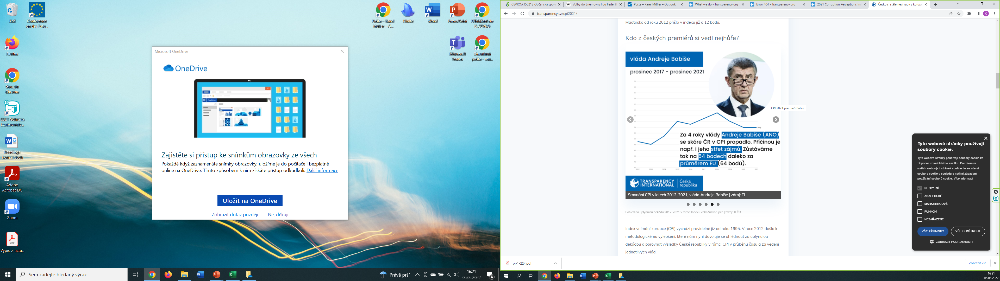 Koš
Conference
on the Futu...
Firefox
Google
Chrome
ESET Ochrana
bankovnictv...
Readings
Roman Joch
Adobe
Acrobat DC
Zoom
PDF
Vypis_z_uctu...
Pošta – Karel
Müller – O...
Ninite
Word
PowerPoint
Přihlášení do
IS CEVRO
Microsoft
Teams
Doručená
pošta - mu...
Microsoft OneDrive
OneDrive
OneDrive
Zajistěte si přístup ke snímkům obrazovky ze všech
Pokaždé když zaznamenáte snímky obrazovky, uložíme je do počítače i bezplatně
online na OneDrive. Tímto způsobem k nim získáte přístup odkudkoli. Další informace
Uložit na OneDrive
Zobrazit dotaz později | Ne, děkuji
Sem zadejte hledaný výraz
Právě prší
16:21
05.05.2022
4
CEVRO:k150213 Občanská spole
Volby do Sněmovny lidu Federá
Pošta – Karel Müller – Outlook
What we do - Transparency.org
Error 404 - Transparency.org
2021 Corruption Perceptions In
Česko si stále neví rady s korup
transparency.cz/cpi2021/
K
Maďarsko od roku 2012 přišlo v indexu již o 12 bodů.
Kdo z českých premiérů si vedl nejhůře?
vláda Andreje Babiše
prosinec 2017 - prosinec 2021
CPI 2021 premiéři Babiš
Za 4 roky vlády Andreje Babiše (ANO)
se skóre ČR v CPI propadlo. Příčinou je
např. i jeho střet zájmů. Zůstáváme
tak na 54 bodech daleko za
průměrem EU (64 bodů).
2012 2013 2014 2015 2016 2017 2018 2019 2020 2021
TRANSPARENCY
INTERNATIONAL
Česká
republika
Srovnání CPI v letech 2012-2021, vláda Andreje Babiše | zdroj: TI
Pohled na uplynulou dekádu 2012-2021 v rámci indexu vnímání korupce | zdroj: TI ČR
Index vnímání korupce (CPI) vychází pravidelně již od roku 1995. V roce 2012 došlo k
metodologickému vylepšení, které nám nyní dovoluje se ohlédnout za uplynulou
dekádou a porovnat výsledky České republiky v rámci CPI v průběhu času a za vedení
jednotlivých vlád.
Tyto webové stránky používají
soubory cookie.
Tyto webové stránky používají soubory cookie ke
zlepšení uživatelského zážitku. Používáním
našich webových stránek souhlasíte se všemi
soubory cookie v souladu s našimi zásadami
používání souborů cookie. Více informací
NEZBYTNÉ
ANALYTICKÉ
MARKETINGOVÉ
FUNKČNÍ
NEZAŘAZENÉ
VŠE PŘIJMOUT
VŠE ODMÍTNOUT
ZOBRAZIT PODROBNOSTI
pi-1-224.pdf
Zobrazit vše
16:21
05.05.2022